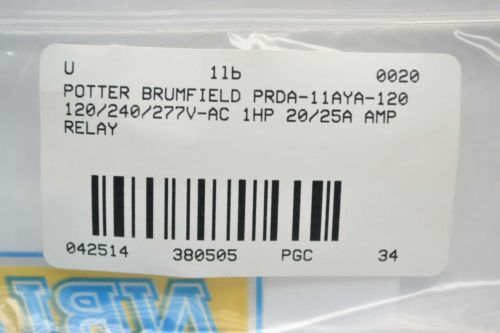 U 1lb 0020
POTTER BRUMFIELD PRDA-11AYA-120
120/240/277V-AC 1HP 20/25A AMP
RELAY
042514 380505 PGC 34